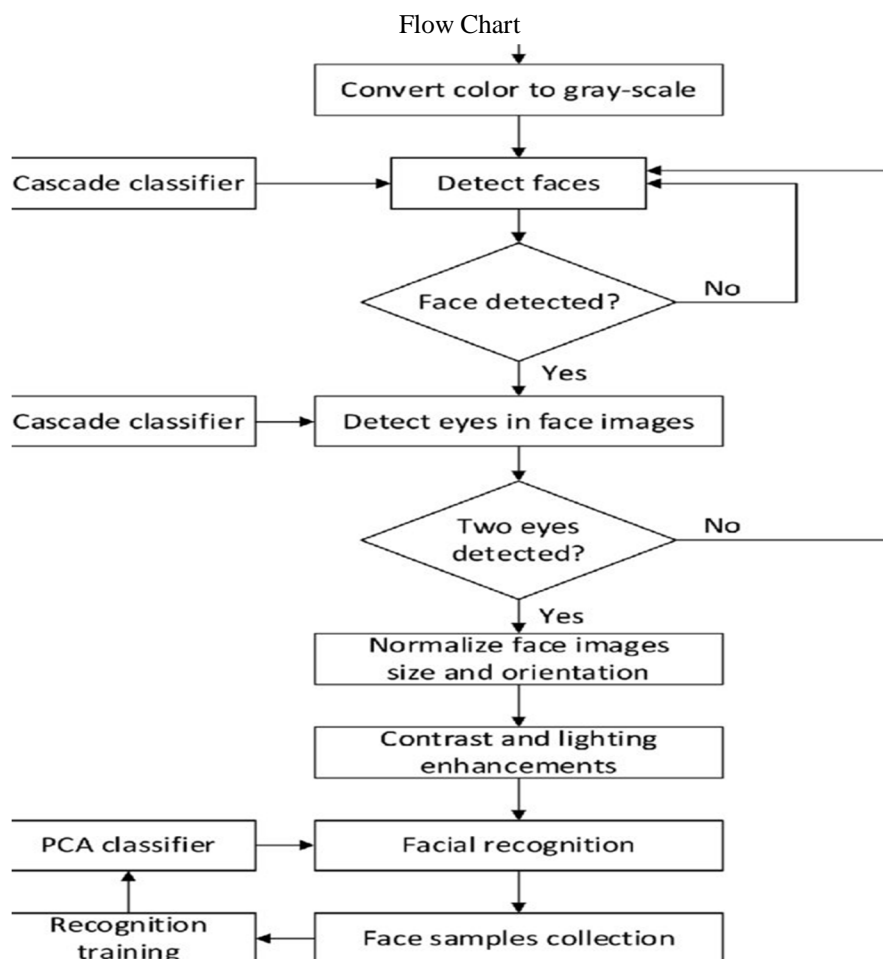 Flow Chart
Convert color to gray-scale
Cascade classifier
Detect faces
Face detected?
No
Yes
Cascade classifier
Detect eyes in face images
Two eyes
detected?
No
Yes
Normalize face images
size and orientation
Contrast and lighting
enhancements
PCA classifier
Facial recognition
Recognition
training
Face samples collection